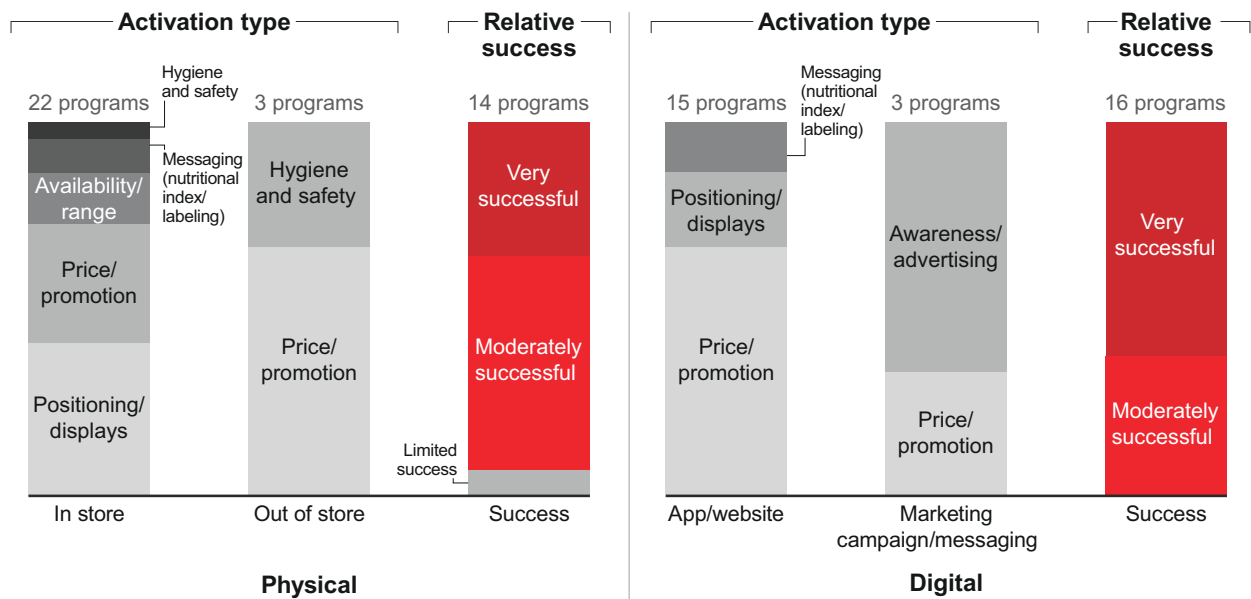 Activation type
Relative
success
22 programs
Hygiene
and safety
3 programs
14 programs
Messaging
(nutritional
index/
labeling)
Availability/
range
Price/
promotion
Positioning/
displays
Hygiene
and safety
Price/
promotion
Very
successful
Moderately
successful
Limited
success
In store
Out of store
Success
Physical
Activation type
Relative
success
15 programs
Messaging
(nutritional
index/
labeling)
3 programs
16 programs
Positioning/
displays
Price/
promotion
Awareness/
advertising
Price/
promotion
Very
successful
Moderately
successful
App/website
Marketing
campaign/messaging
Success
Digital